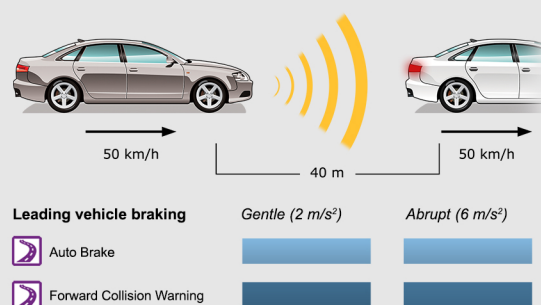 50 km/h
50 km/h
40 m
Leading vehicle braking Gentle (2 m/s²) Abrupt (6 m/s²)
Auto Brake
Forward Collision Warning